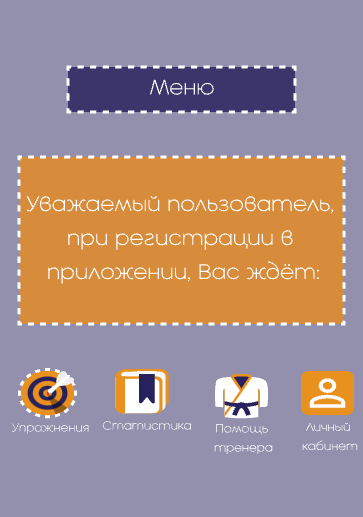 Меню
Уважаемый пользователь,
при регистрации в
приложении, Вас ждёт:
Упражнения
Статистика
Помощь
тренера
Личный
кабинет